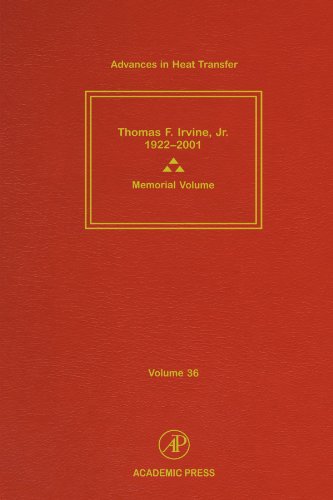 Advances in Heat Transfer
Thomas F. Irvine, Jr.
1922–2001
Memorial Volume
Volume 36
AP
ACADEMIC PRESS